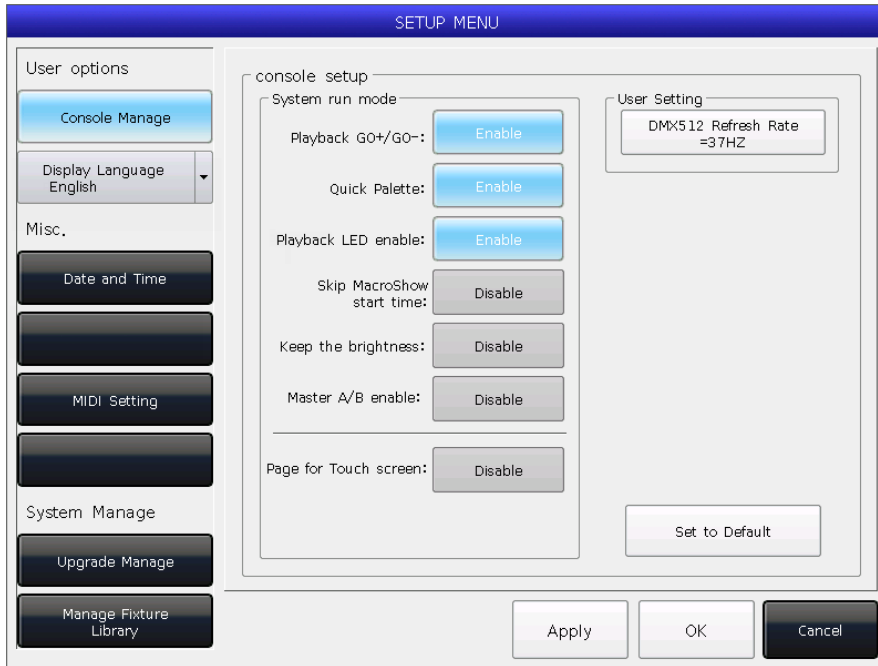 SETUP MENU
User options
Console Manage
Display Language
English
Misc.
Date and Time
MIDI Setting
System Manage
Upgrade Manage
Manage Fixture
Library
console setup
System run mode
Playback GO+/GO-:
Enable
Quick Palette:
Enable
Playback LED enable:
Enable
Skip MacroShow
start time:
Disable
Keep the brightness:
Disable
Master A/B enable:
Disable
Page for Touch screen:
Disable
User Setting
DMX512 Refresh Rate
=37HZ
Set to Default
Apply
OK
Cancel